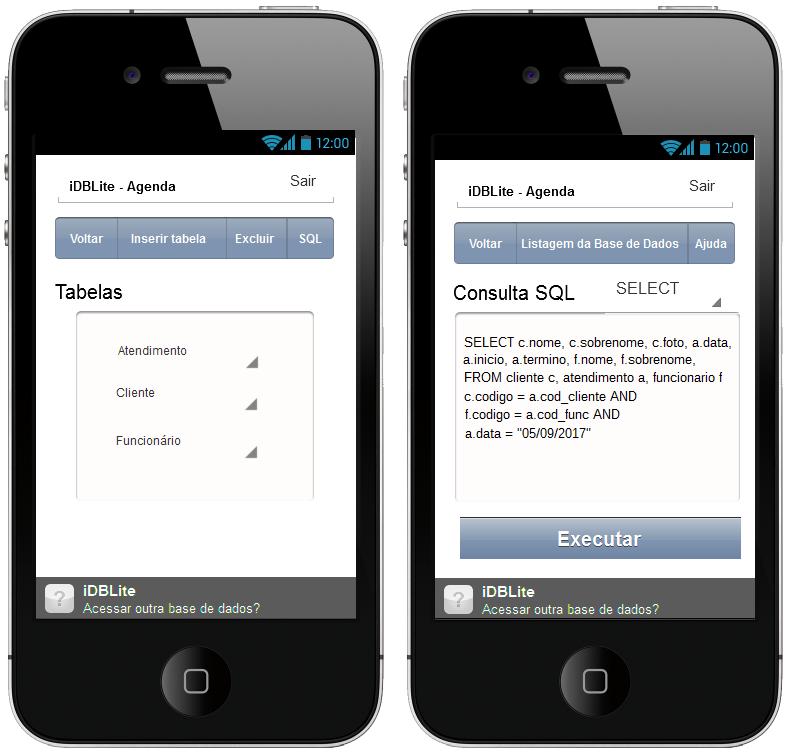 12:00
iDBLite - Agenda
Sair
Voltar
Inserir tabela
Excluir
SQL
Tabelas
Atendimento
Cliente
Funcionário
?
iDBLite
Acessar outra base de dados?
12:00
iDBLite - Agenda
Sair
Voltar
Listagem da Base de Dados
Ajuda
Consulta SQL
SELECT
SELECT c.nome, c.sobrenome, c.foto, a.data,
a.inicio, a.termino, f.nome, f.sobrenome,
FROM cliente c, atendimento a, funcionario f
c.codigo = a.cod_cliente AND
f.codigo = a.cod_func AND
a.data = "05/09/2017"
Executar
?
iDBLite
Acessar outra base de dados?